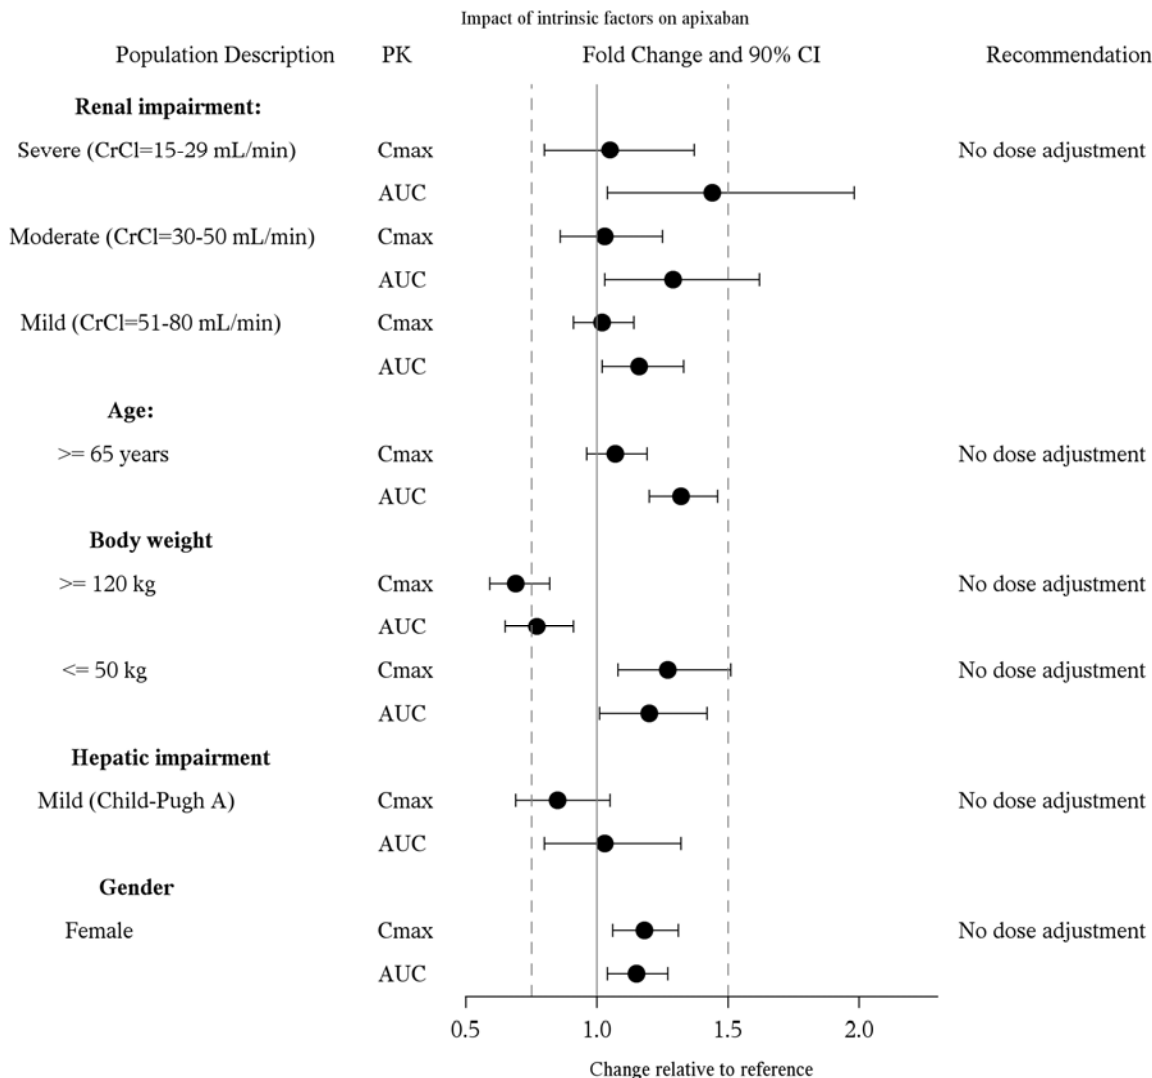 Impact of intrinsic factors on apixaban
Population Description PK Fold Change and 90% CI Recommendation
Renal impairment:
Severe (CrCl=15-29 mL/min) Cmax No dose adjustment
AUC
Moderate (CrCl=30-50 mL/min) Cmax
AUC
Mild (CrCl=51-80 mL/min) Cmax
AUC
Age:
>= 65 years Cmax No dose adjustment
AUC
Body weight
>= 120 kg Cmax No dose adjustment
AUC
<= 50 kg Cmax No dose adjustment
AUC
Hepatic impairment
Mild (Child-Pugh A) Cmax No dose adjustment
AUC
Gender
Female Cmax No dose adjustment
AUC
0.5 1.0 1.5 2.0
Change relative to reference